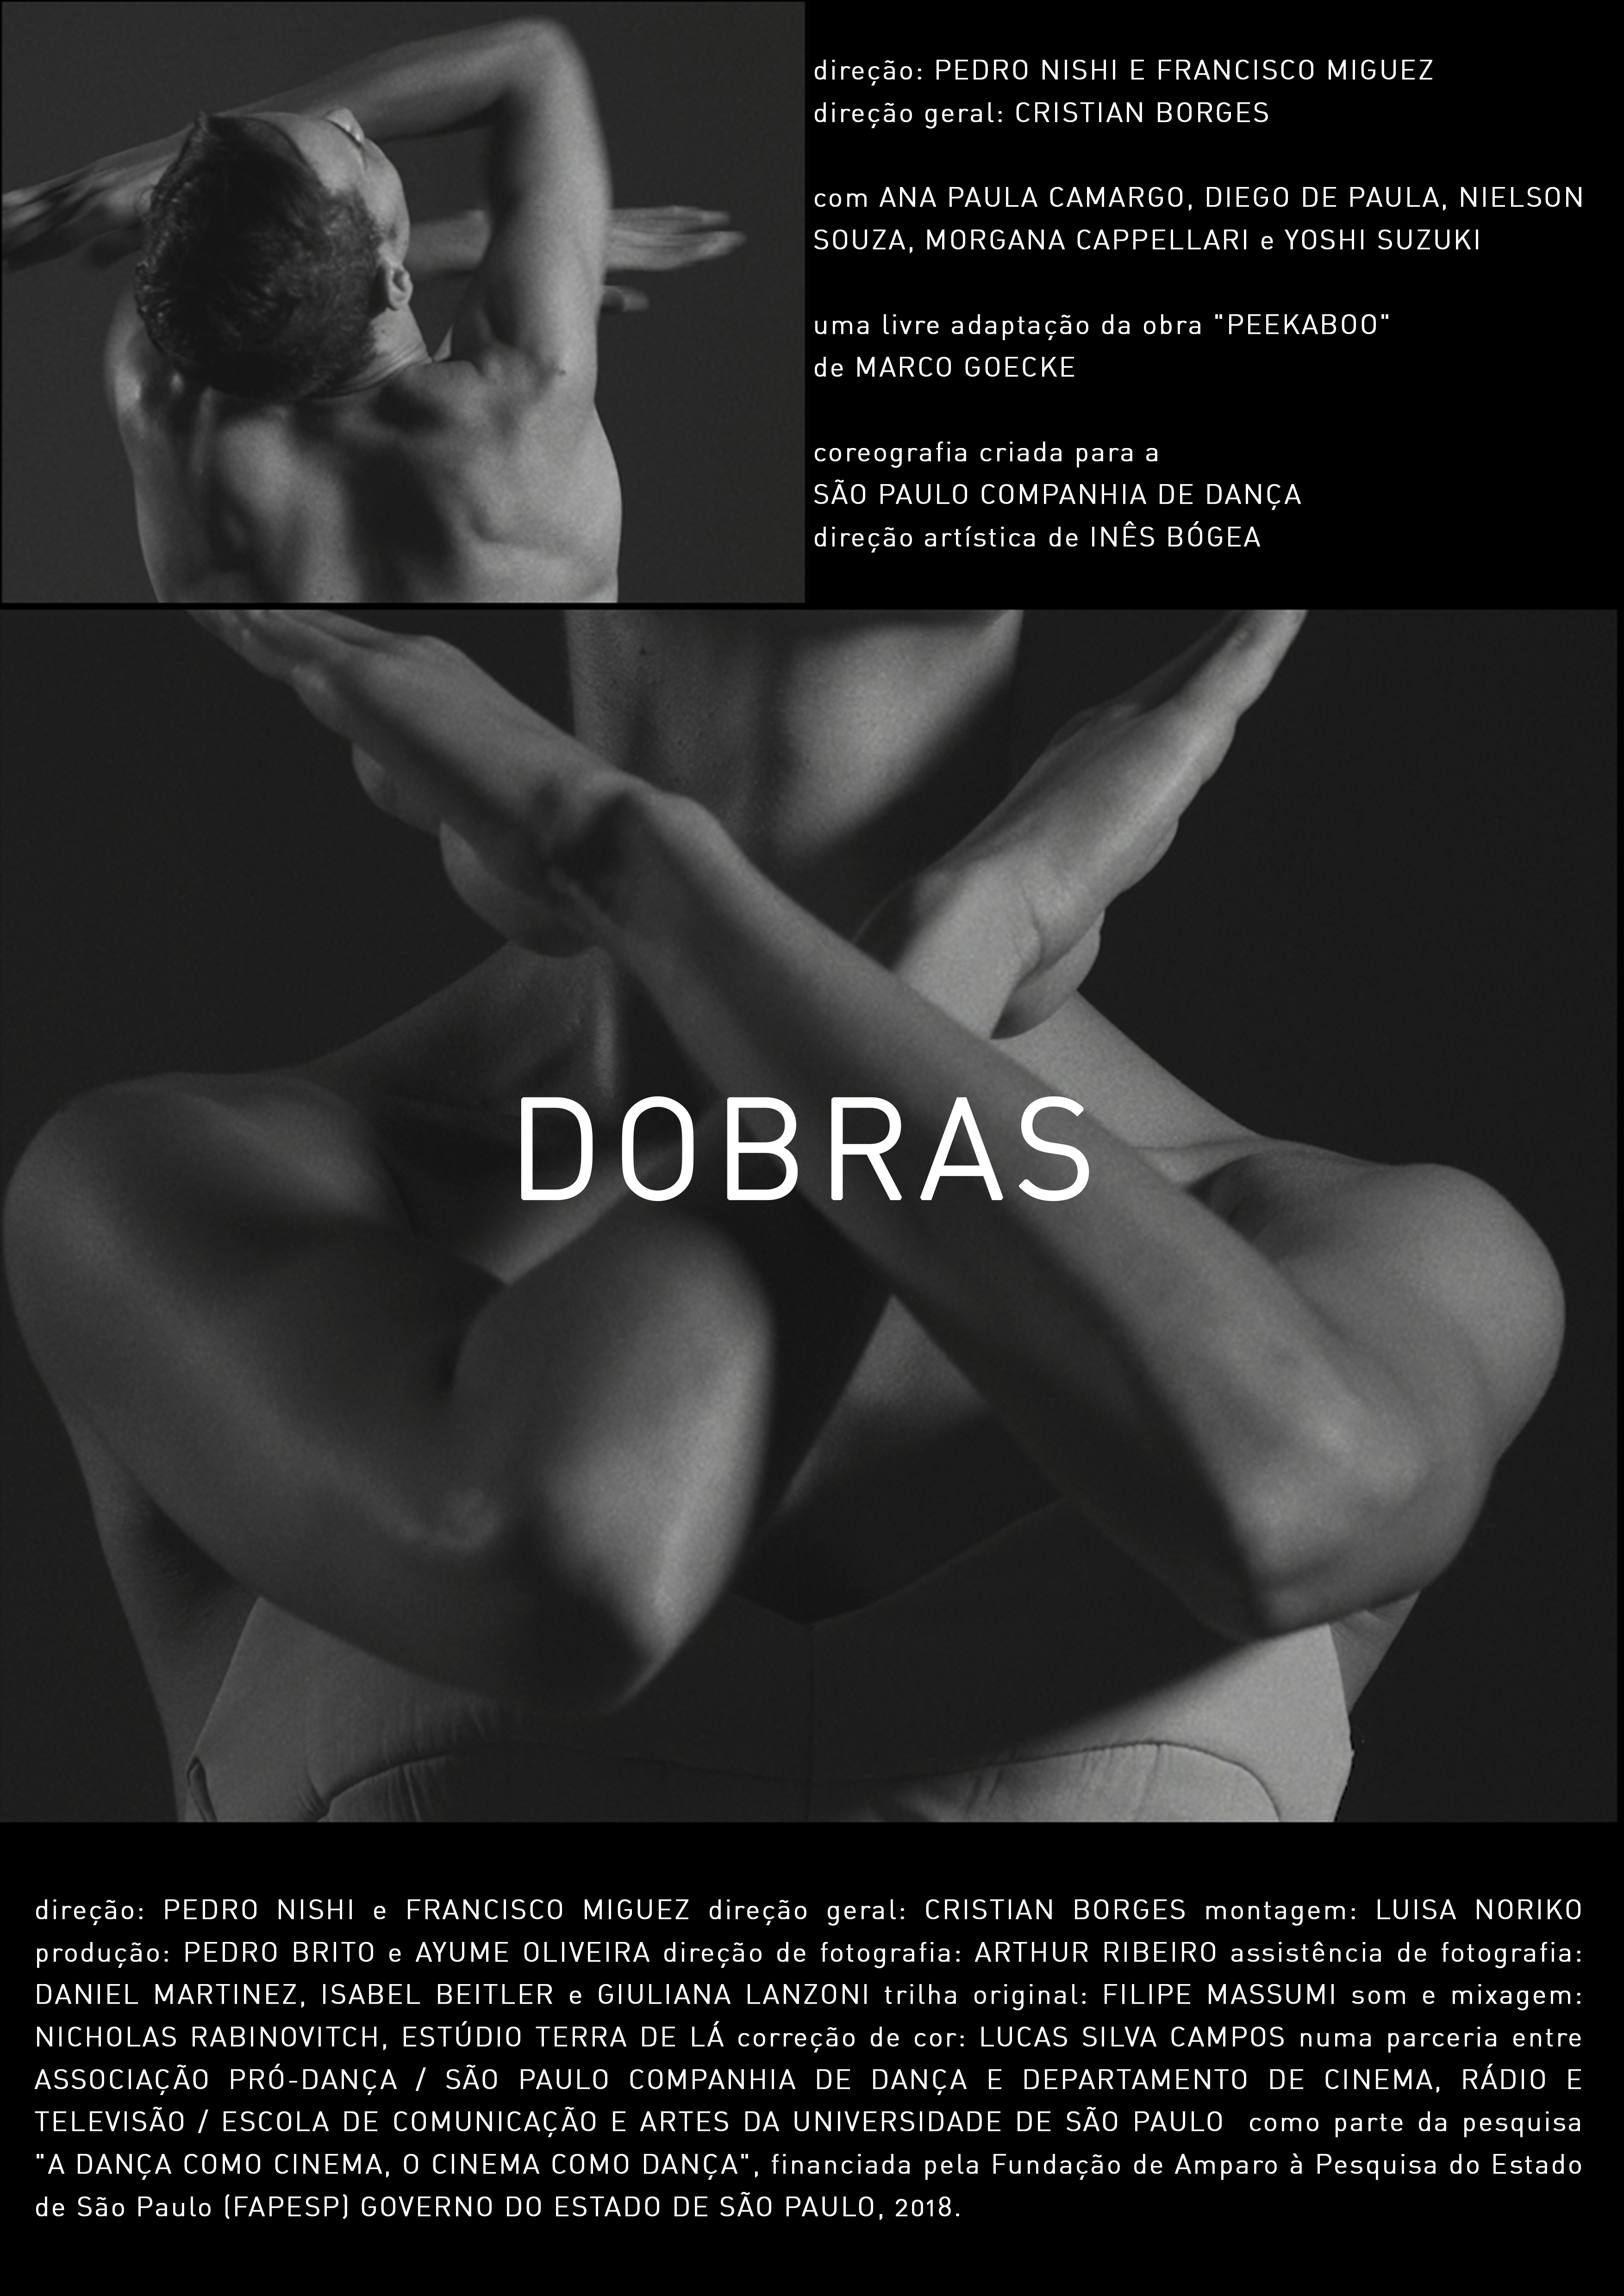 direção: PEDRO NISHI E FRANCISCO MIGUEZ
direção geral: CRISTIAN BORGES
com ANA PAULA CAMARGO, DIEGO DE PAULA, NIELSON
SOUZA, MORGANA CAPPELLARI e YOSHI SUZUKI
uma livre adaptação da obra "PEEKABOO"
de MARCO GOECKE
coreografia criada para a
SÃO PAULO COMPANHIA DE DANÇA
direção artística de INÊS BÓGEA
DOBRAS
direção: PEDRO NISHI e FRANCISCO MIGUEZ direção geral: CRISTIAN BORGES montagem: LUISA NORIKO
produção: PEDRO BRITO e AYUME OLIVEIRA direção de fotografia: ARTHUR RIBEIRO assistência de fotografia:
DANIEL MARTINEZ, ISABEL BEITLER e GIULIANA LANZONI trilha original: FILIPE MASSUMI som e mixagem:
NICHOLAS RABINOVITCH, ESTÚDIO TERRA DE LÁ correção de cor: LUCAS SILVA CAMPOS numa parceria entre
ASSOCIAÇÃO PRÓ-DANÇA / SÃO PAULO COMPANHIA DE DANÇA E DEPARTAMENTO DE CINEMA, RÁDIO E
TELEVISÃO / ESCOLA DE COMUNICAÇÃO E ARTES DA UNIVERSIDADE DE SÃO PAULO como parte da pesquisa
"A DANÇA COMO CINEMA, O CINEMA COMO DANÇA", financiada pela Fundação de Amparo à Pesquisa do Estado
de São Paulo (FAPESP) GOVERNO DO ESTADO DE SÃO PAULO, 2018.